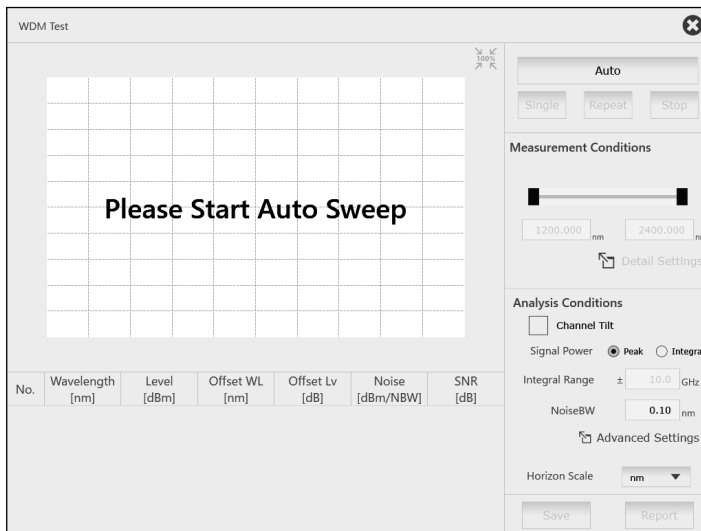 WDM Test
100%
Please Start Auto Sweep
No. Wavelength [nm] Level [dBm] Offset WL [nm] Offset Lv [dB] Noise [dBm/NBW] SNR [dB]
Auto
Single Repeat Stop
Measurement Conditions
1200.000 nm 2400.000
Detail Settings
Analysis Conditions
Channel Tilt
Signal Power Peak Integra
Integral Range ± 10.0 GHz
NoiseBW 0.10 nm
Advanced Settings
Horizon Scale nm
Save Report